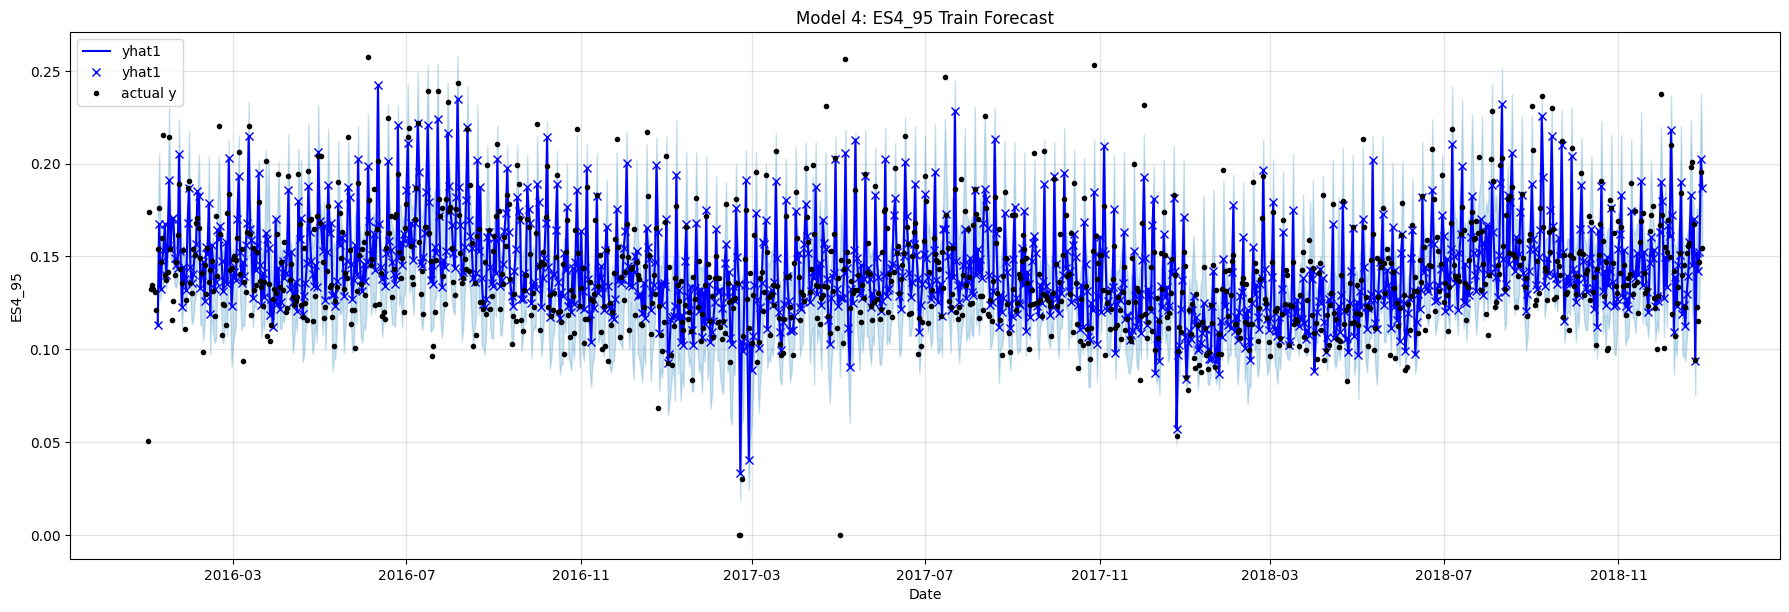 Model 4: ES4_95 Train Forecast
yhat1
yhat1
actual y
0.25
0.20
0.15
0.10
0.05
0.00
ES4_95
2016-03
2016-07
2016-11
2017-03
2017-07
2017-11
2018-03
2018-07
2018-11
Date